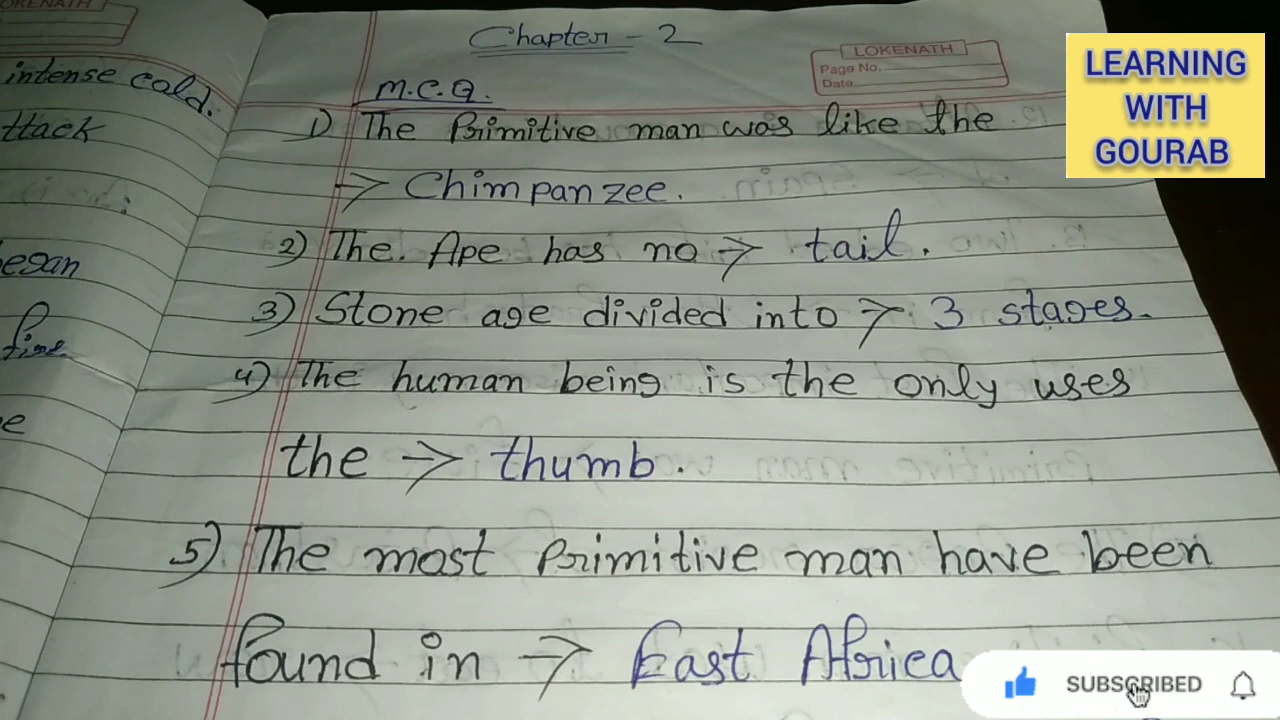 OKENATH
intense cold.
ttack
egan
fire
e
Chapter - 2
LOKENATH
Page No.
Date
M.C.Q.
1) The Primitive man was like the
→ Chimpanzee.
2) The Ape has no → tail.
3) Stone age divided into → 3 stages.
4) The human being is the only uses
the → thumb.
5) The most Primitive man have been
found in → East Africa
LEARNING
WITH
GOURAB
SUBSCRIBED